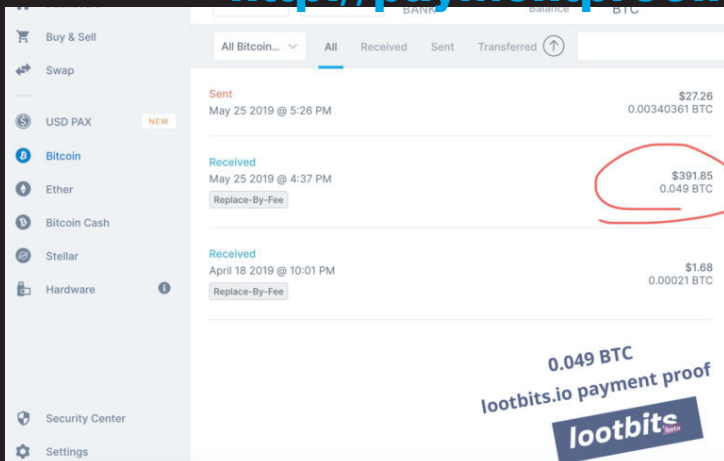 BANK Balance BTC
Buy & Sell
All Bitcoin... All Received Sent Transferred
Swap
Sent
May 25 2019 @ 5:26 PM
$27.26
0.00340361 BTC
USD PAX NEW
Bitcoin
Received
May 25 2019 @ 4:37 PM
Replace-By-Fee
$391.85
0.049 BTC
Ether
Bitcoin Cash
Stellar
Hardware
Received
April 18 2019 @ 10:01 PM
Replace-By-Fee
$1.68
0.00021 BTC
0.049 BTC
lootbits.io payment proof
lootbits
beta
Security Center
Settings